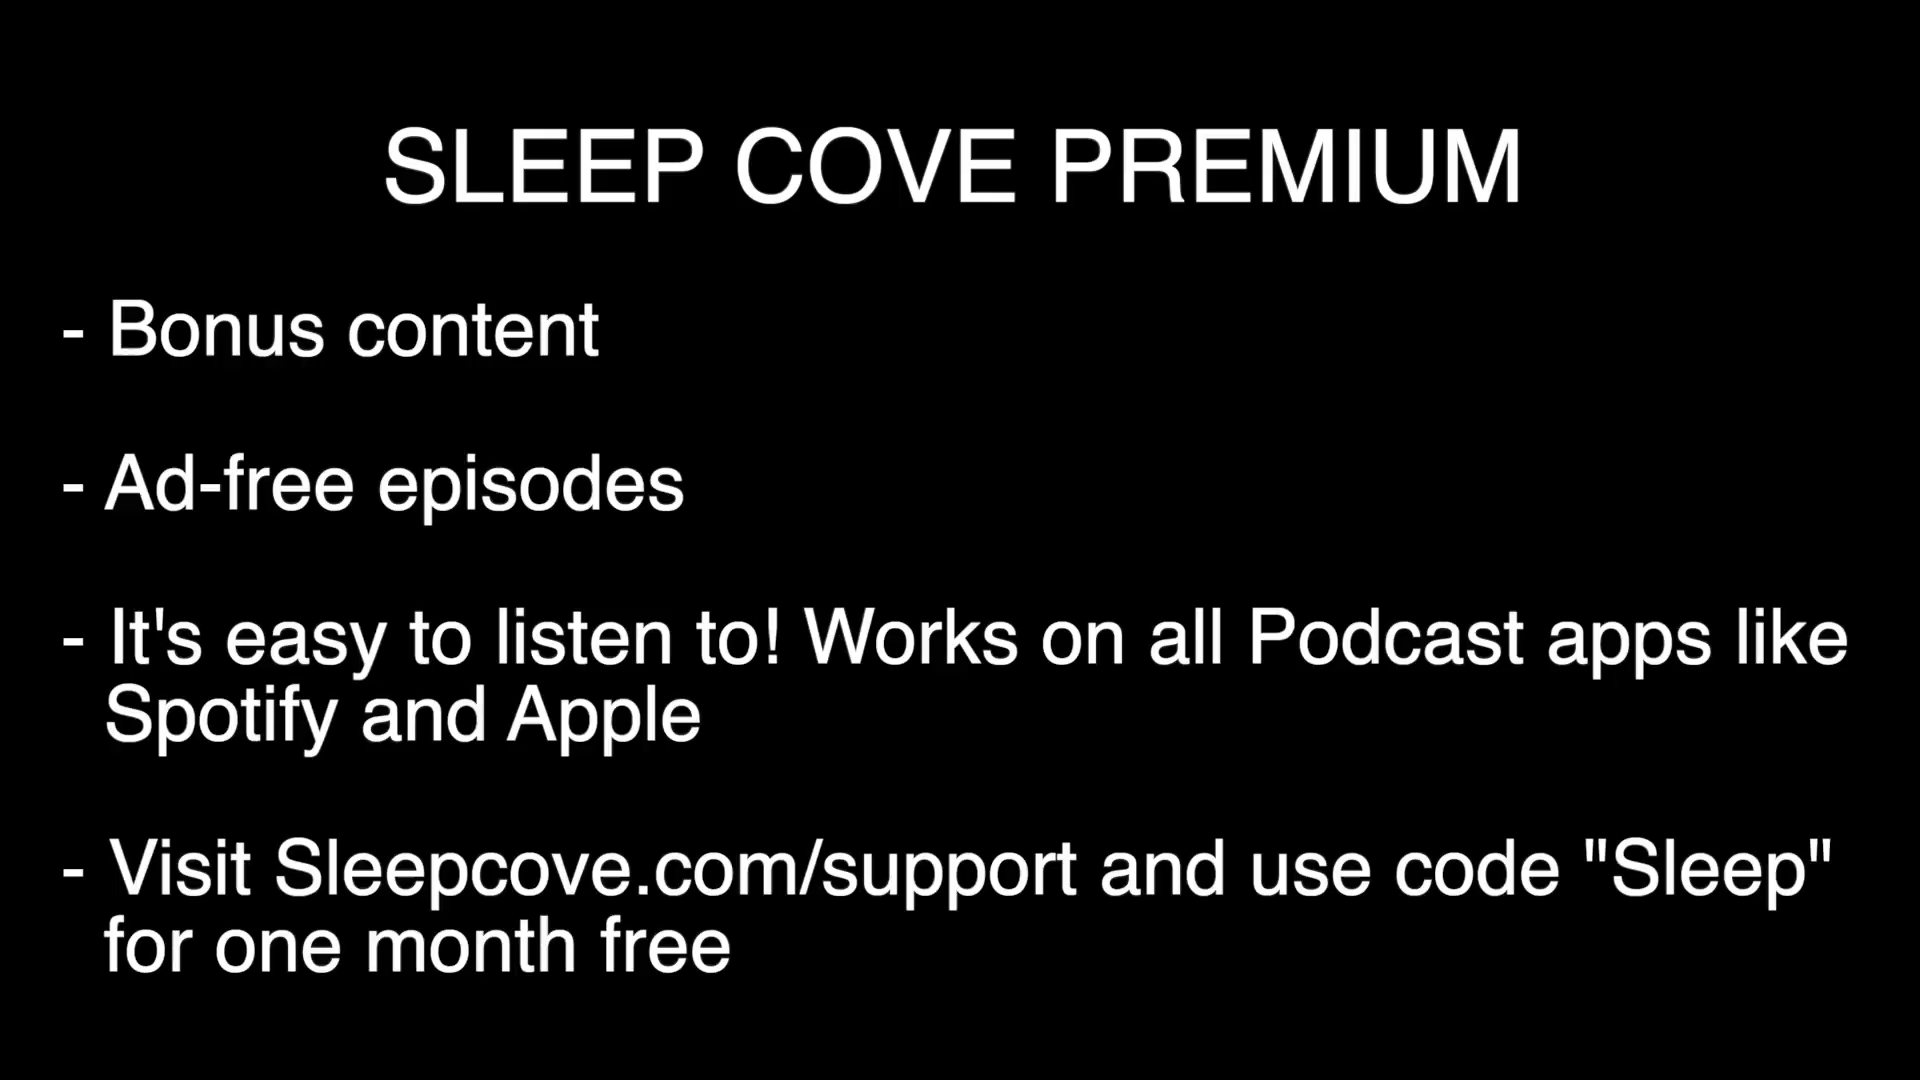 SLEEP COVE PREMIUM
- Bonus content
- Ad-free episodes
- It's easy to listen to! Works on all Podcast apps like
Spotify and Apple
- Visit Sleepcove.com/support and use code "Sleep"
for one month free